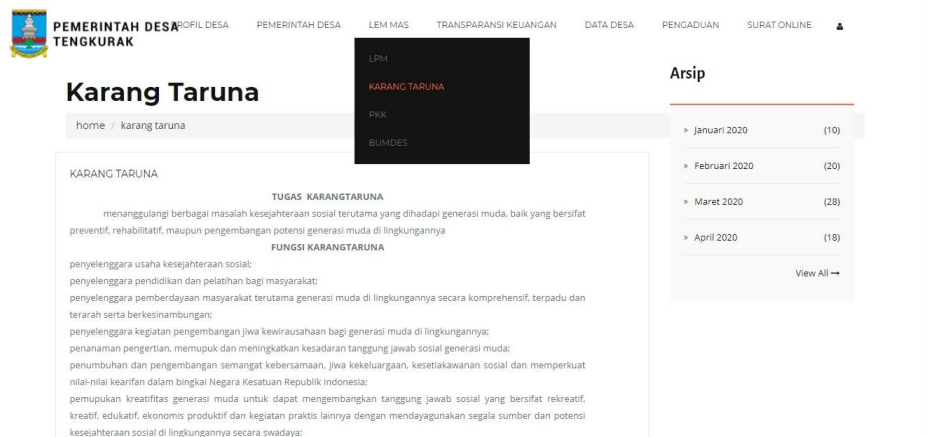 PEMERINTAH DESA
TENGKURAK
PROFIL DESA PEMERINTAH DESA LEM MAS TRANSPARANSI KEUANGAN DATA DESA PENGADUAN SURAT ONLINE
LPM
KARANG TARUNA
PKK
BUMDES
Karang Taruna
home / karang taruna
KARANG TARUNA
TUGAS KARANGTARUNA
menanggulangi berbagai masalah kesejahteraan sosial terutama yang dihadapi generasi muda, baik yang bersifat
preventif, rehabilitatif, maupun pengembangan potensi generasi muda di lingkungannya
FUNGSI KARANGTARUNA
penyelenggara usaha kesejahteraan sosial;
penyelenggara pendidikan dan pelatihan bagi masyarakat;
penyelenggara pemberdayaan masyarakat terutama generasi muda di lingkungannya secara komprehensif, terpadu dan
terarah serta berkesinambungan;
penyelenggara kegiatan pengembangan jiwa kewirausahaan bagi generasi muda di lingkungannya;
penanaman pengertian, memupuk dan meningkatkan kesadaran tanggung jawab sosial generasi muda;
penumbuhan dan pengembangan semangat kebersamaan, jiwa kekeluargaan, kesetiakawanan sosial dan memperkuat
nilai-nilai kearifan dalam bingkai Negara Kesatuan Republik Indonesia;
pemupukan kreatifitas generasi muda untuk dapat mengembangkan tanggung jawab sosial yang bersifat rekreatif,
kreatif, edukatif, ekonomis produktif dan kegiatan praktis lainnya dengan mendayagunakan segala sumber dan potensi
kesejahteraan sosial di lingkungannya secara swadaya;
Arsip
» Januari 2020 (10)
» Februari 2020 (20)
» Maret 2020 (28)
» April 2020 (18)
View All →